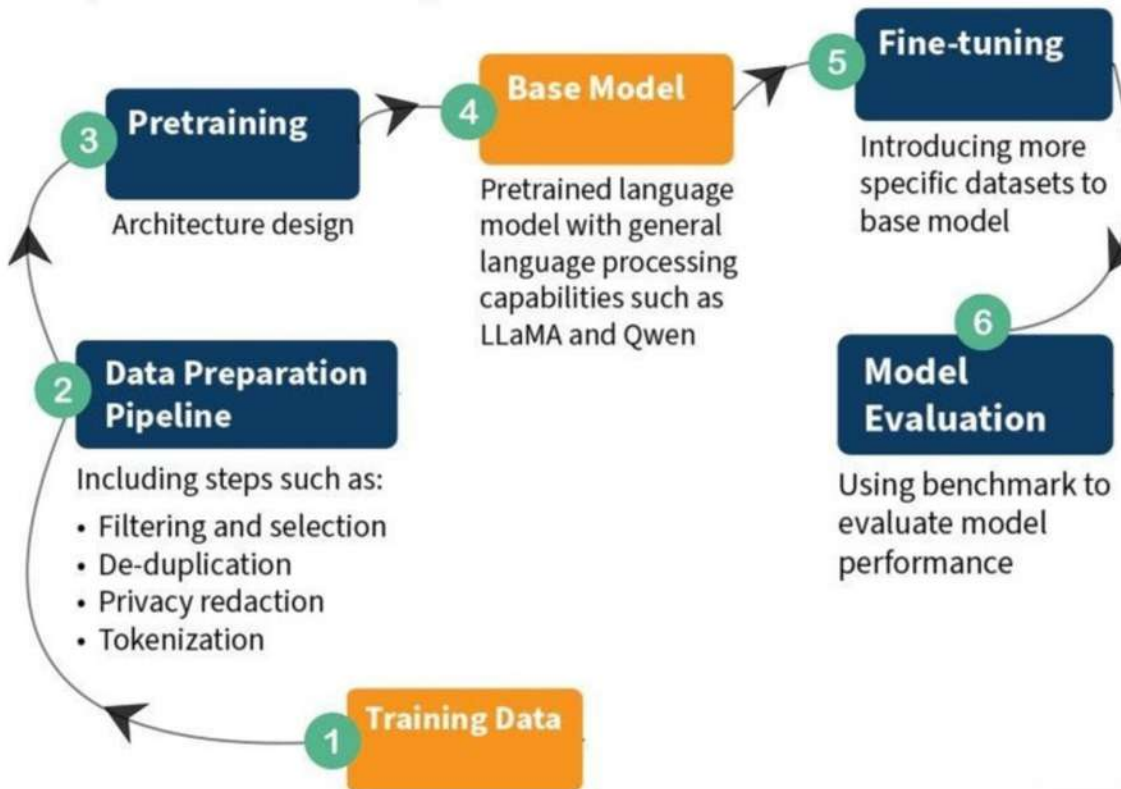 1
Training Data
2
Data Preparation
Pipeline
Including steps such as:
• Filtering and selection
• De-duplication
• Privacy redaction
• Tokenization
3
Pretraining
Architecture design
4
Base Model
Pretrained language
model with general
language processing
capabilities such as
LLaMA and Qwen
5
Fine-tuning
Introducing more
specific datasets to
base model
6
Model
Evaluation
Using benchmark to
evaluate model
performance